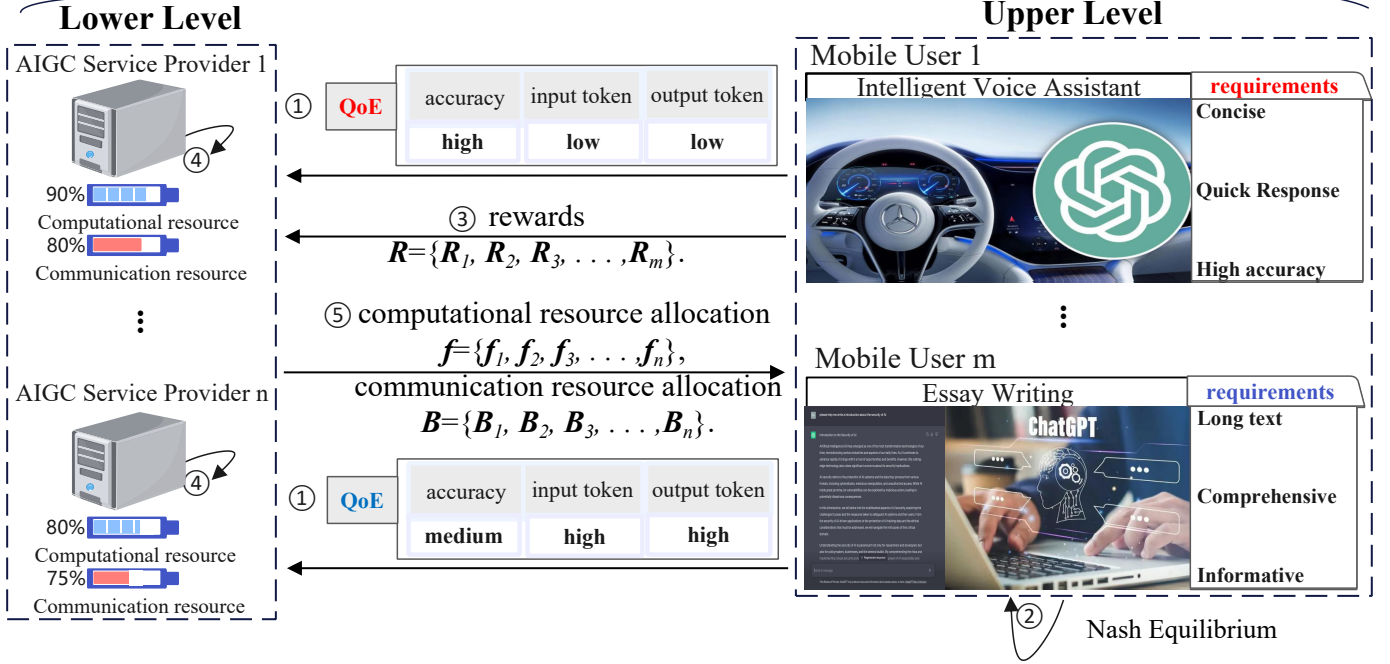 Lower Level
Upper Level
AIGC Service Provider 1
④
90%
Computational resource
80%
Communication resource
⋮
AIGC Service Provider n
④
80%
Computational resource
75%
Communication resource
① QoE
accuracy input token output token
high low low
③ rewards
R={R1, R2, R3, . . . ,Rm}.
⑤ computational resource allocation
f={f1, f2, f3, . . . ,fn},
communication resource allocation
B={B1, B2, B3, . . . ,Bn}.
① QoE
accuracy input token output token
medium high high
Mobile User 1
Intelligent Voice Assistant
requirements
Concise
Quick Response
High accuracy
⋮
Mobile User m
Essay Writing
requirements
ChatGPT
Long text
Comprehensive
Informative
②
Nash Equilibrium